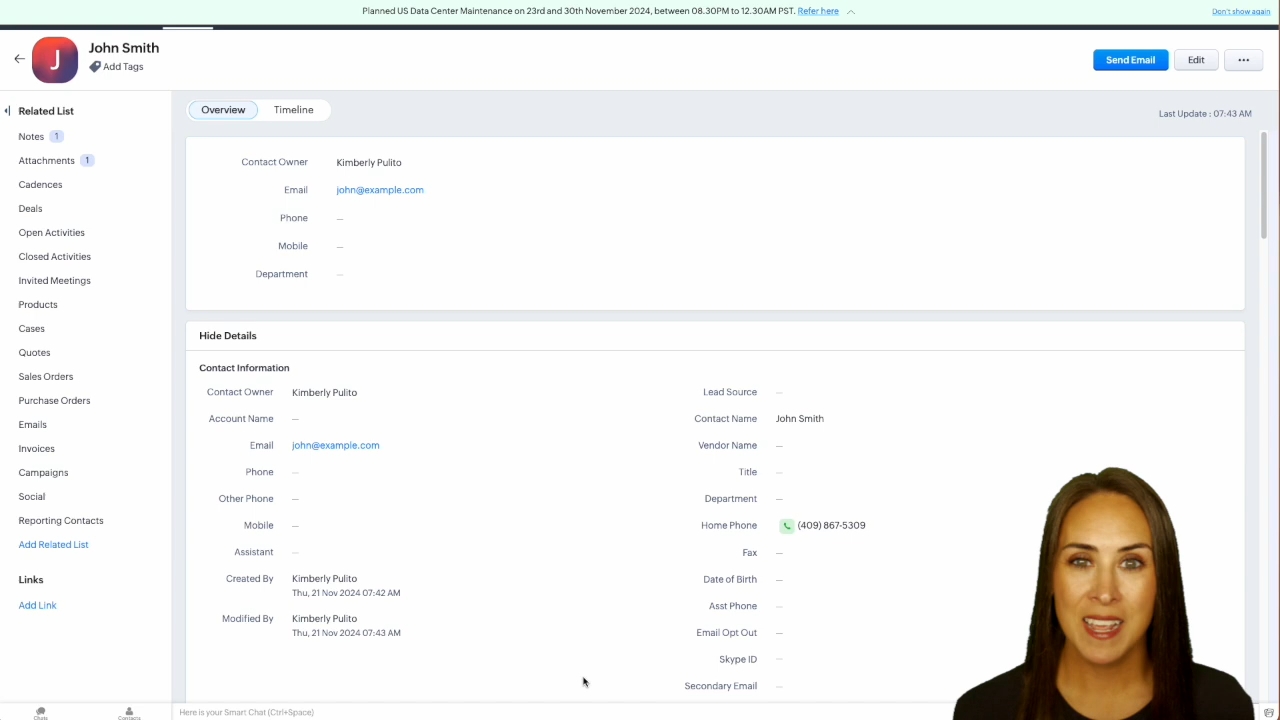 Planned US Data Center Maintenance on 23rd and 30th November 2024, between 08.30PM to 12.30AM PST. Refer here
Don't show again
J
John Smith
Add Tags
Send Email
Edit
...
Related List
Notes 1
Attachments 1
Cadences
Deals
Open Activities
Closed Activities
Invited Meetings
Products
Cases
Quotes
Sales Orders
Purchase Orders
Emails
Invoices
Campaigns
Social
Reporting Contacts
Add Related List
Links
Add Link
Overview
Timeline
Last Update : 07:43 AM
Contact Owner Kimberly Pulito
Email john@example.com
Phone —
Mobile —
Department —
Hide Details
Contact Information
Contact Owner Kimberly Pulito
Account Name —
Email john@example.com
Phone —
Other Phone —
Mobile —
Assistant —
Created By Kimberly Pulito
Thu, 21 Nov 2024 07:42 AM
Modified By Kimberly Pulito
Thu, 21 Nov 2024 07:43 AM
Lead Source —
Contact Name John Smith
Vendor Name —
Title —
Department —
Home Phone (409) 867-5309
Fax —
Date of Birth —
Asst Phone —
Email Opt Out —
Skype ID —
Secondary Email —
Chats
Contacts
Here is your Smart Chat (Ctrl+Space)